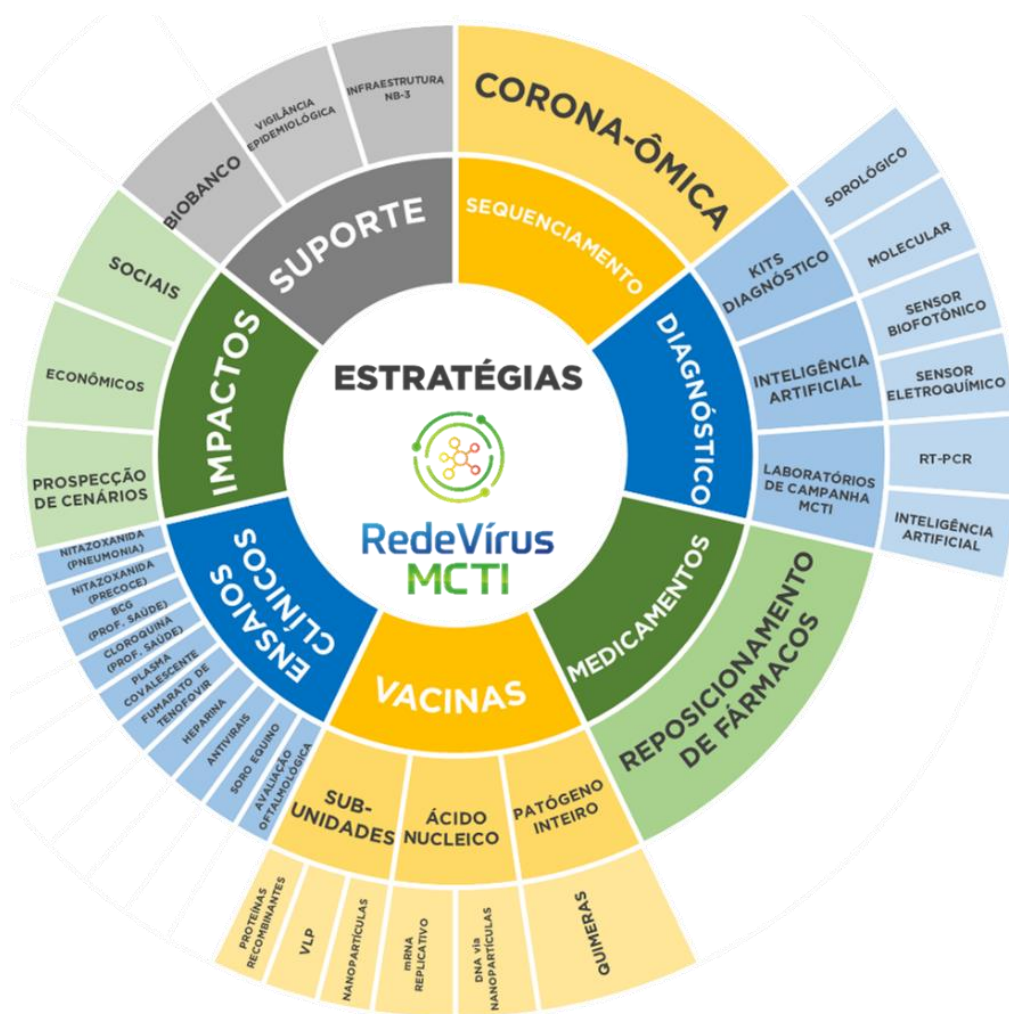 ESTRATÉGIAS
RedeVírus
MCTI
SEQUENCIAMENTO
CORONA-ÔMICA
DIAGNÓSTICO
KITS
DIAGNÓSTICO
SOROLÓGICO
MOLECULAR
SENSOR
BIOFOTÔNICO
SENSOR
ELETROQUÍMICO
INTELIGÊNCIA
ARTIFICIAL
LABORATÓRIOS
DE CAMPANHA
MCTI
RT-PCR
INTELIGÊNCIA
ARTIFICIAL
MEDICAMENTOS
REPOSICIONAMENTO
DE FÁRMACOS
VACINAS
PATÓGENO
INTEIRO
QUIMERAS
ÁCIDO
NUCLEICO
DNA via
NANOPARTÍCULAS
mRNA
REPLICATIVO
SUB-
UNIDADES
NANOPARTÍCULAS
VLP
PROTEÍNAS
RECOMBINANTES
ENSAIOS
CLÍNICOS
AVALIAÇÃO
OFTALMOLÓGICA
SORO EQUINO
ANTIVIRAIS
HEPARINA
FUMARATO DE
TENOFOVIR
PLASMA
COVALESCENTE
CLOROQUINA
(PROF. SAÚDE)
BCG
(PROF. SAÚDE)
NITAZOXANIDA
(PRECOCE)
NITAZOXANIDA
(PNEUMONIA)
IMPACTOS
PROSPECÇÃO
DE CENÁRIOS
ECONÔMICOS
SOCIAIS
SUPORTE
BIOBANCO
VIGILÂNCIA
EPIDEMIOLÓGICA
INFRAESTRUTURA
NB-3